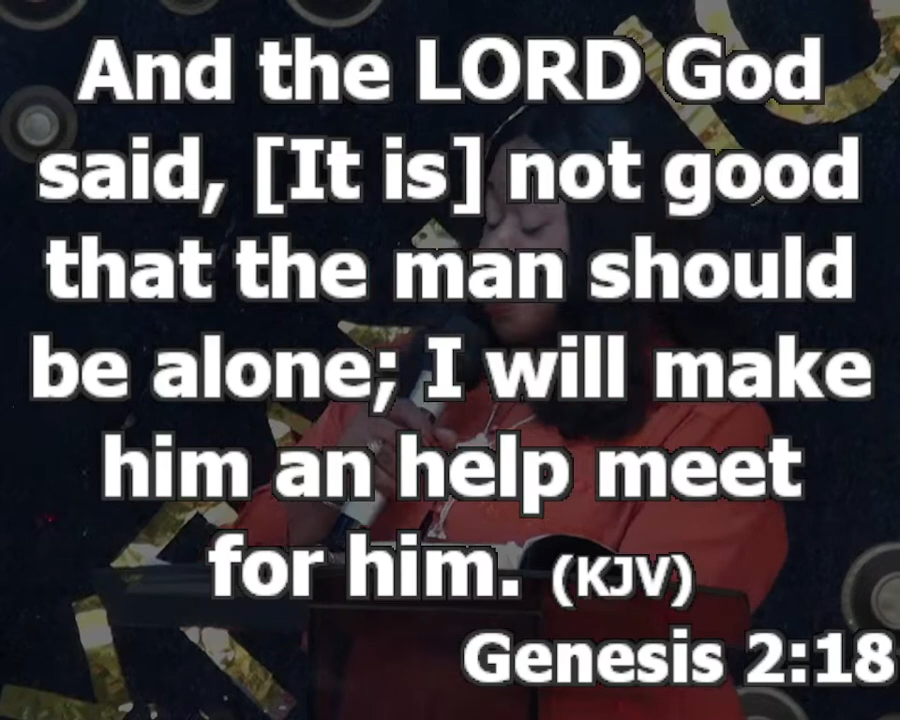 And the LORD God
said, [It is] not good
that the man should
be alone; I will make
him an help meet
for him. (KJV)
Genesis 2:18